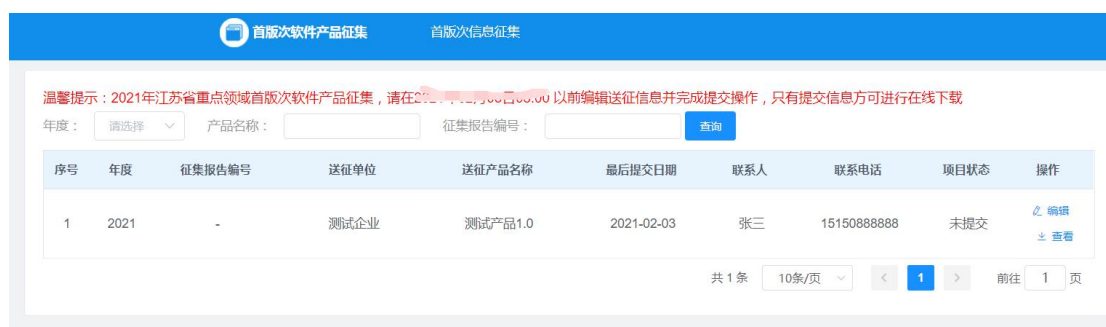 首版次软件产品征集 首版次信息征集
温馨提示：2021年江苏省重点领域首版次软件产品征集，请在 以前编辑送征信息并完成提交操作，只有提交信息方可进行在线下载
年度： 请选择 产品名称： 征集报告编号： 查询
序号 年度 征集报告编号 送征单位 送征产品名称 最后提交日期 联系人 联系电话 项目状态 操作
1 2021 - 测试企业 测试产品1.0 2021-02-03 张三 15150888888 未提交 编辑
查看
共 1 条 10条/页 < 1 > 前往 1 页